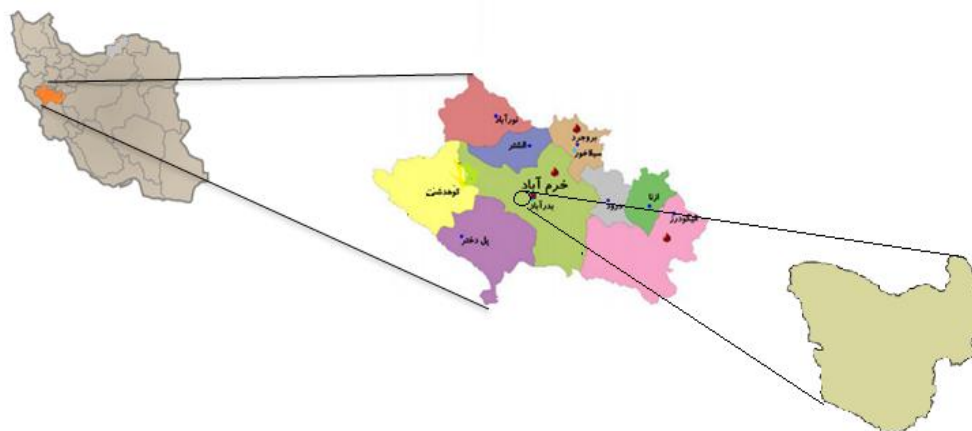 نورآباد
الشتر
بروجرد
سیلاخور
کوهدشت
خرم آباد
بدرآباد
درود
ازنا
الیگودرز
پل دختر